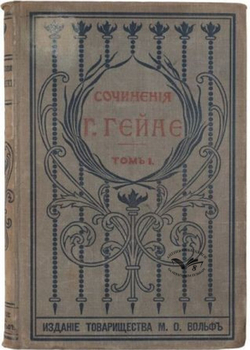 СОЧИНЕНІЯ
Г. ГЕЙНЕ
ТОМЪ I.
ИЗДАНІЕ ТОВАРИЩЕСТВА М. О. ВОЛЬФЪ